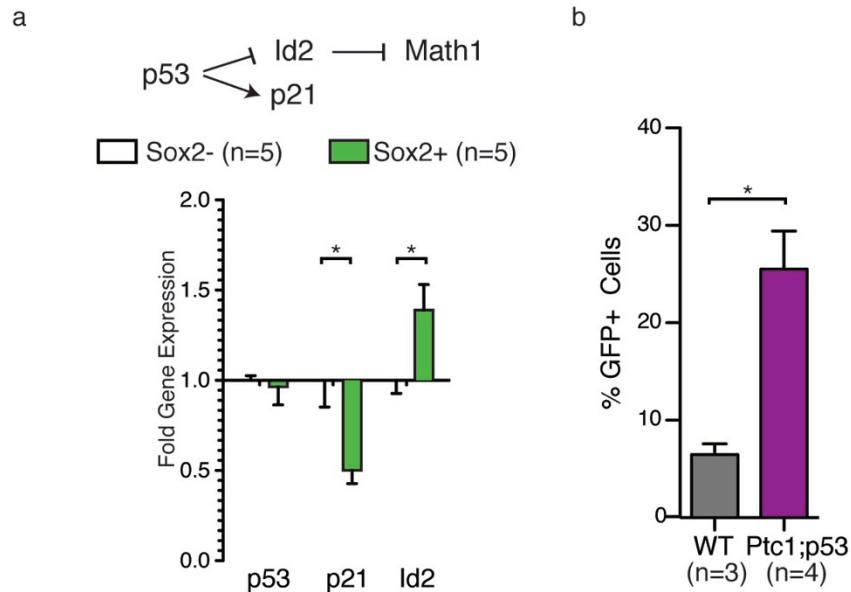 a
p53
Id2
Math1
p21
Sox2- (n=5)
Sox2+ (n=5)
Fold Gene Expression
2.0
1.5
1.0
0.5
0.0
*
*
p53 p21 Id2
b
% GFP+ Cells
40
30
20
10
0
*
WT Ptc1;p53
(n=3) (n=4)